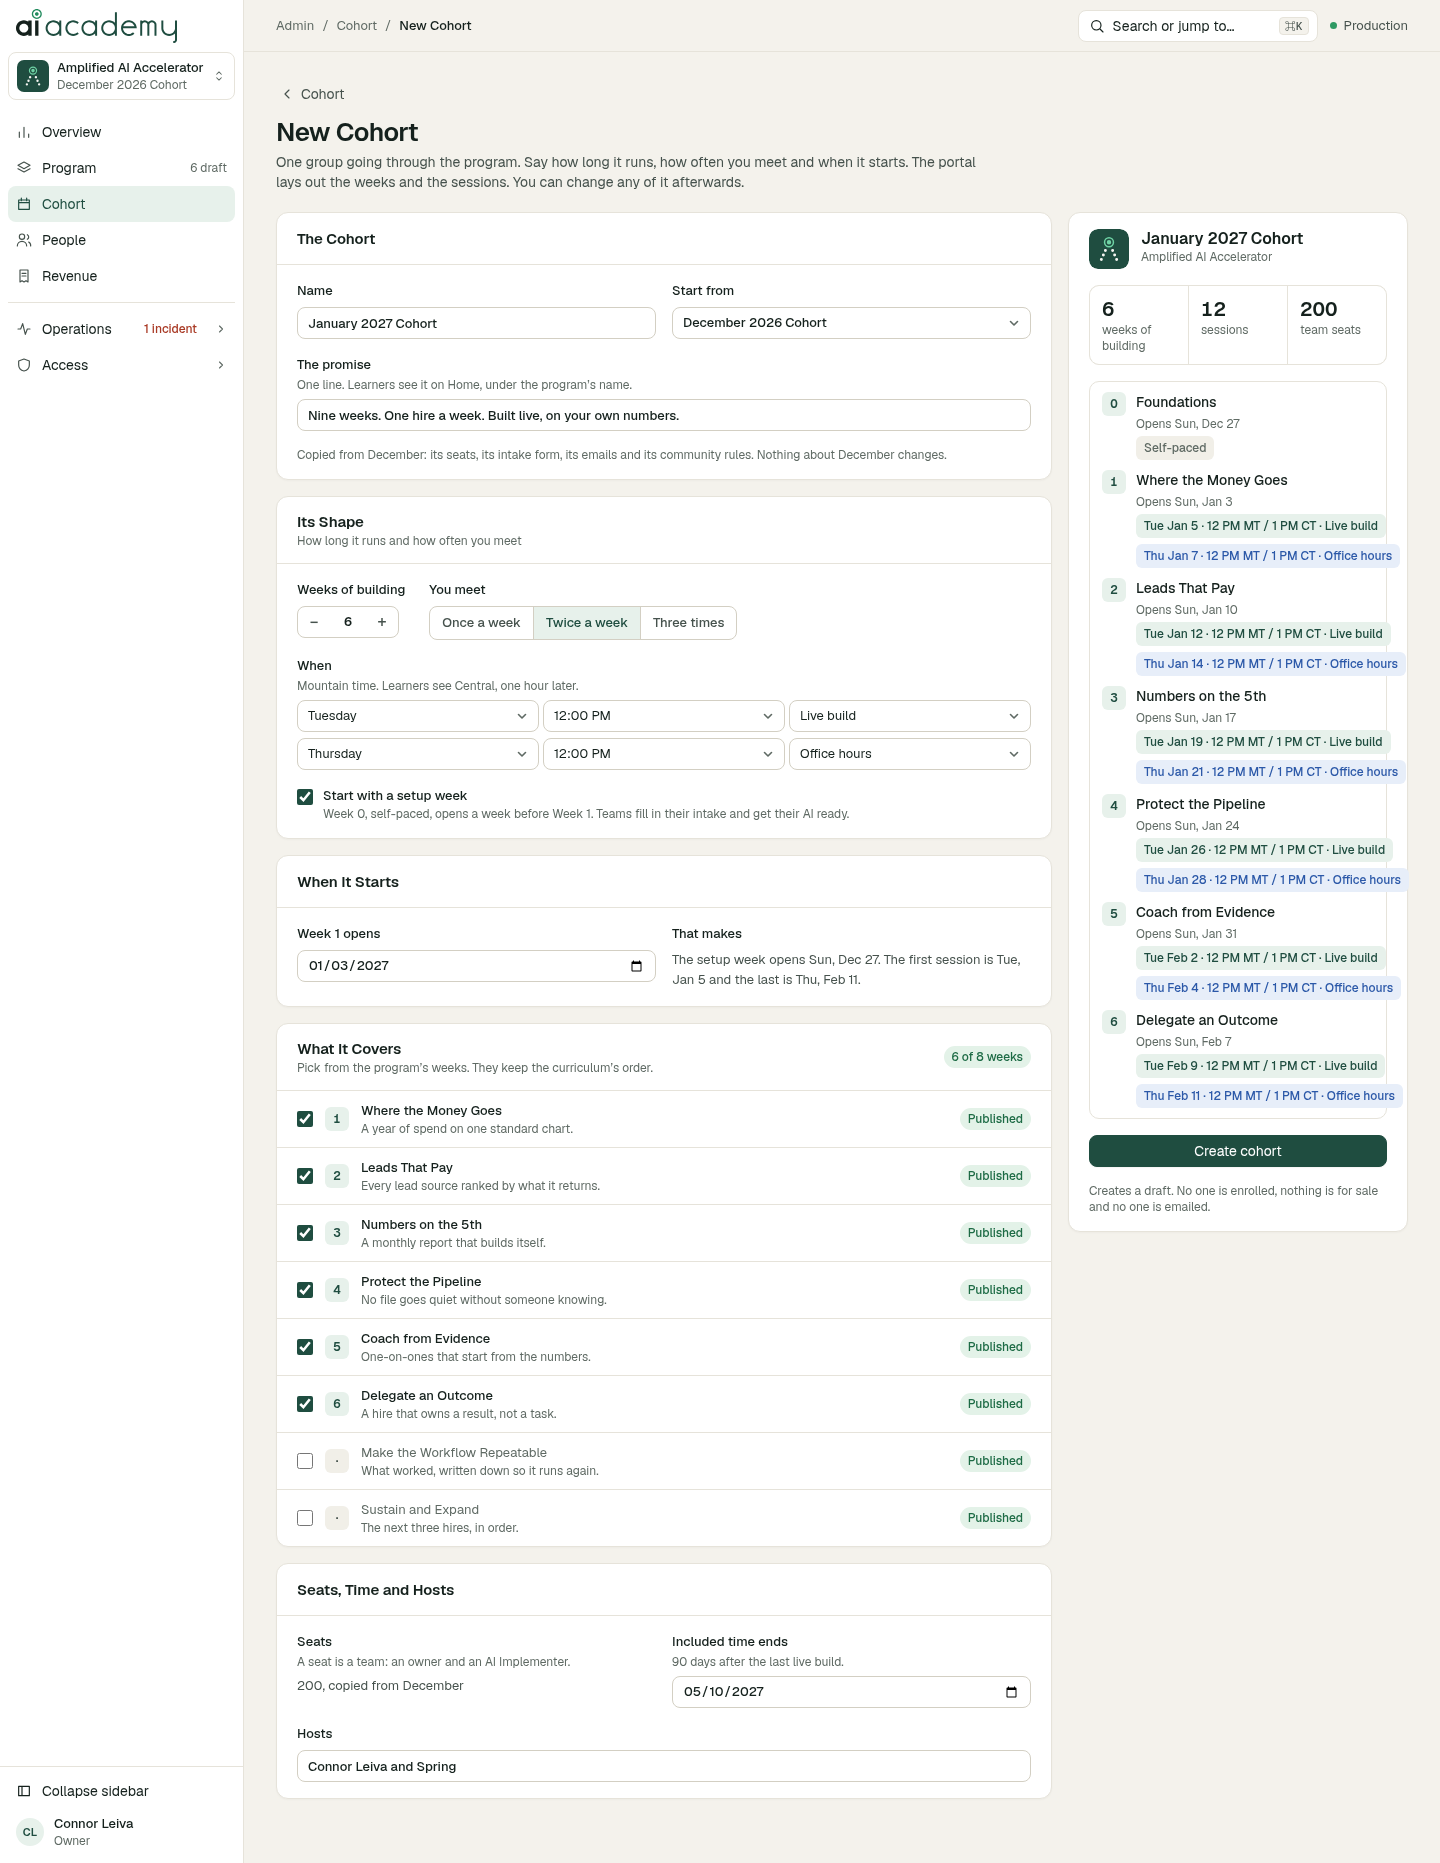 ai academy
Amplified AI Accelerator
December 2026 Cohort
Overview
Program 6 draft
Cohort
People
Revenue
Operations 1 incident
Access
Collapse sidebar
CL
Connor Leiva
Owner
Admin / Cohort / New Cohort
Search or jump to... ⌘K
Production
Cohort
New Cohort
One group going through the program. Say how long it runs, how often you meet and when it starts. The portal
lays out the weeks and the sessions. You can change any of it afterwards.
The Cohort
Name
January 2027 Cohort
Start from
December 2026 Cohort
The promise
One line. Learners see it on Home, under the program's name.
Nine weeks. One hire a week. Built live, on your own numbers.
Copied from December: its seats, its intake form, its emails and its community rules. Nothing about December changes.
Its Shape
How long it runs and how often you meet
Weeks of building
− 6 +
You meet
Once a week Twice a week Three times
When
Mountain time. Learners see Central, one hour later.
Tuesday 12:00 PM Live build
Thursday 12:00 PM Office hours
Start with a setup week
Week 0, self-paced, opens a week before Week 1. Teams fill in their intake and get their AI ready.
When It Starts
Week 1 opens
01/03/2027
That makes
The setup week opens Sun, Dec 27. The first session is Tue,
Jan 5 and the last is Thu, Feb 11.
What It Covers
Pick from the program's weeks. They keep the curriculum's order.
6 of 8 weeks
1 Where the Money Goes Published
A year of spend on one standard chart.
2 Leads That Pay Published
Every lead source ranked by what it returns.
3 Numbers on the 5th Published
A monthly report that builds itself.
4 Protect the Pipeline Published
No file goes quiet without someone knowing.
5 Coach from Evidence Published
One-on-ones that start from the numbers.
6 Delegate an Outcome Published
A hire that owns a result, not a task.
· Make the Workflow Repeatable Published
What worked, written down so it runs again.
· Sustain and Expand Published
The next three hires, in order.
Seats, Time and Hosts
Seats
A seat is a team: an owner and an AI Implementer.
200, copied from December
Included time ends
90 days after the last live build.
05/10/2027
Hosts
Connor Leiva and Spring
January 2027 Cohort
Amplified AI Accelerator
6
weeks of
building
12
sessions
200
team seats
0 Foundations
Opens Sun, Dec 27
Self-paced
1 Where the Money Goes
Opens Sun, Jan 3
Tue Jan 5 · 12 PM MT / 1 PM CT · Live build
Thu Jan 7 · 12 PM MT / 1 PM CT · Office hours
2 Leads That Pay
Opens Sun, Jan 10
Tue Jan 12 · 12 PM MT / 1 PM CT · Live build
Thu Jan 14 · 12 PM MT / 1 PM CT · Office hours
3 Numbers on the 5th
Opens Sun, Jan 17
Tue Jan 19 · 12 PM MT / 1 PM CT · Live build
Thu Jan 21 · 12 PM MT / 1 PM CT · Office hours
4 Protect the Pipeline
Opens Sun, Jan 24
Tue Jan 26 · 12 PM MT / 1 PM CT · Live build
Thu Jan 28 · 12 PM MT / 1 PM CT · Office hours
5 Coach from Evidence
Opens Sun, Jan 31
Tue Feb 2 · 12 PM MT / 1 PM CT · Live build
Thu Feb 4 · 12 PM MT / 1 PM CT · Office hours
6 Delegate an Outcome
Opens Sun, Feb 7
Tue Feb 9 · 12 PM MT / 1 PM CT · Live build
Thu Feb 11 · 12 PM MT / 1 PM CT · Office hours
Create cohort
Creates a draft. No one is enrolled, nothing is for sale
and no one is emailed.